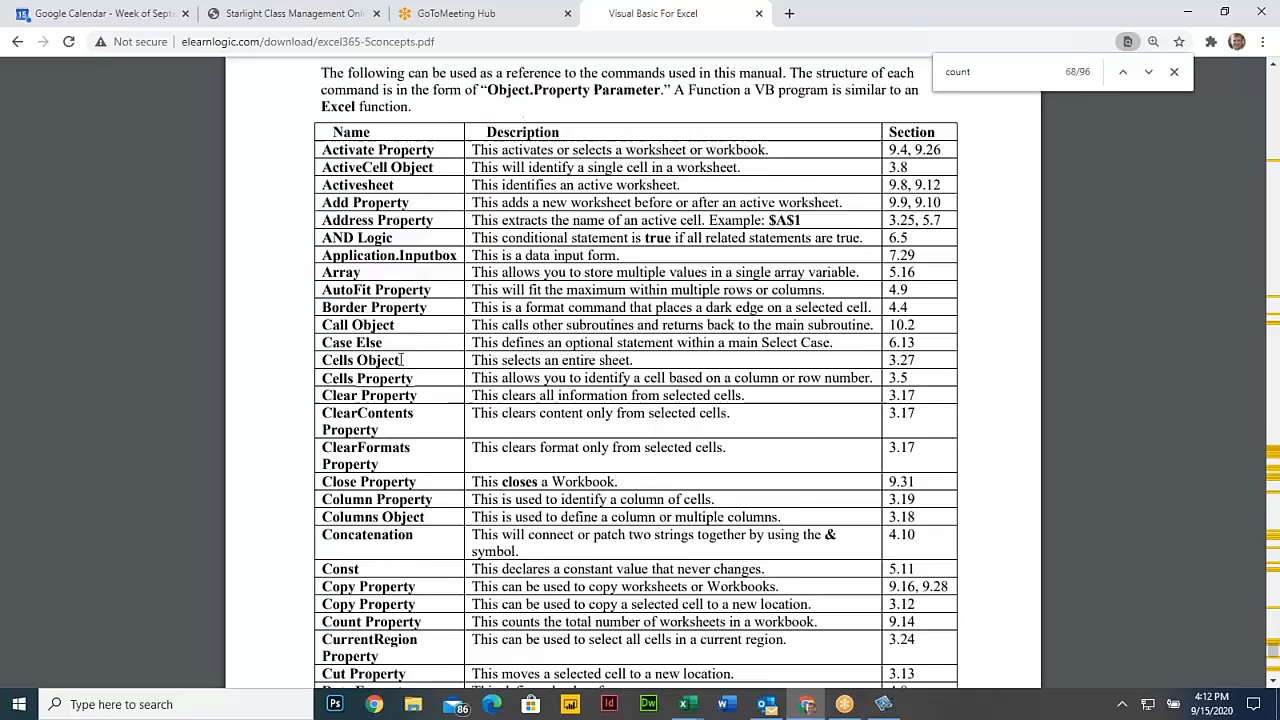 Google Calendar - Week of Septe
Starlight Class Management Onli
GoToMeeting Hub
Visual Basic For Excel
Not secure
elearnlogic.com/download/excel365-5concepts.pdf
count
68/96
The following can be used as a reference to the commands used in this manual. The structure of each
command is in the form of “Object.Property Parameter.” A Function a VB program is similar to an
Excel function.
Name Description Section
Activate Property This activates or selects a worksheet or workbook. 9.4, 9.26
ActiveCell Object This will identify a single cell in a worksheet. 3.8
Activesheet This identifies an active worksheet. 9.8, 9.12
Add Property This adds a new worksheet before or after an active worksheet. 9.9, 9.10
Address Property This extracts the name of an active cell. Example: $A$1 3.25, 5.7
AND Logic This conditional statement is true if all related statements are true. 6.5
Application.Inputbox This is a data input form. 7.29
Array This allows you to store multiple values in a single array variable. 5.16
AutoFit Property This will fit the maximum within multiple rows or columns. 4.9
Border Property This is a format command that places a dark edge on a selected cell. 4.4
Call Object This calls other subroutines and returns back to the main subroutine. 10.2
Case Else This defines an optional statement within a main Select Case. 6.13
Cells Object This selects an entire sheet. 3.27
Cells Property This allows you to identify a cell based on a column or row number. 3.5
Clear Property This clears all information from selected cells. 3.17
ClearContents This clears content only from selected cells. 3.17
Property
ClearFormats This clears format only from selected cells. 3.17
Property
Close Property This closes a Workbook. 9.31
Column Property This is used to identify a column of cells. 3.19
Columns Object This is used to define a column or multiple columns. 3.18
Concatenation This will connect or patch two strings together by using the & 4.10
symbol.
Const This declares a constant value that never changes. 5.11
Copy Property This can be used to copy worksheets or Workbooks. 9.16, 9.28
Copy Property This can be used to copy a selected cell to a new location. 3.12
Count Property This counts the total number of worksheets in a workbook. 9.14
CurrentRegion This can be used to select all cells in a current region. 3.24
Property
Cut Property This moves a selected cell to a new location. 3.13
Type here to search
Ps
86
Id
Dw
4:12 PM
9/15/2020